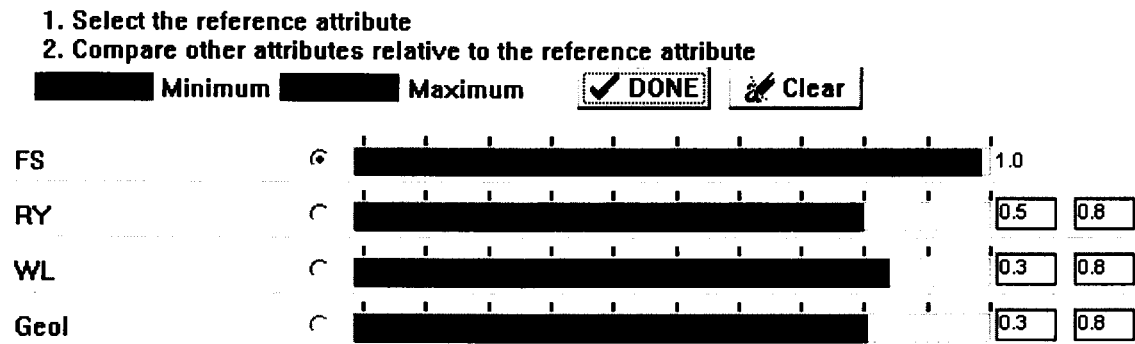 1. Select the reference attribute
2. Compare other attributes relative to the reference attribute
Minimum Maximum DONE Clear
FS 1.0
RY 0.5 0.8
WL 0.3 0.8
Geol 0.3 0.8